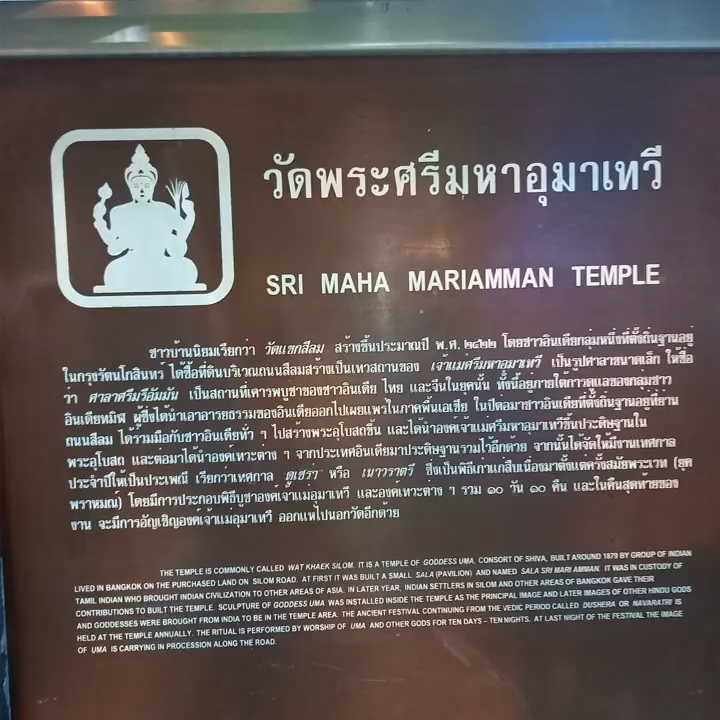 วัดพระศรีมหาอุมาเทวี
SRI MAHA MARIAMMAN TEMPLE
ชาวบ้านนิยมเรียกว่า วัดแขกสีลม สร้างขึ้นประมาณปี พ.ศ. ๒๔๒๒ โดยชาวอินเดียกลุ่มหนึ่งที่ตั้งถิ่นฐานอยู่
ในกรุงรัตนโกสินทร์ ได้ซื้อที่ดินบริเวณถนนสีลมสร้างเป็นเทวสถานของ เจ้าแม่ศรีมหาอุมาเทวี เป็นรูปศาลาขนาดเล็ก ให้ชื่อ
ว่า ศาลาศรีมรีอัมมัน เป็นสถานที่เคารพบูชาของชาวอินเดีย ไทย และจีนในยุคนั้น ทั้งนี้อยู่ภายใต้การดูแลของกลุ่มชาว
อินเดียทมิฬ ผู้ซึ่งได้นำเอาอารยธรรมของอินเดียออกไปเผยแพร่ในภาคพื้นเอเชีย ในปีต่อมาชาวอินเดียที่ตั้งถิ่นฐานอยู่ที่ย่าน
ถนนสีลม ได้ร่วมมือกับชาวอินเดียทั่ว ๆ ไปสร้างพระอุโบสถขึ้น และได้นำองค์เจ้าแม่ศรีมหาอุมาเทวีขึ้นประดิษฐานใน
พระอุโบสถ และต่อมาได้นำองค์เทวะต่าง ๆ จากประเทศอินเดียมาประดิษฐานรวมไว้อีกด้วย จากนั้นได้จัดให้มีงานเทศกาล
ประจำปีให้เป็นประเพณี เรียกว่าเทศกาล ดูเซร่า หรือ เนาวราตรี ซึ่งเป็นพิธีเก่าแก่สืบเนื่องมาตั้งแต่ครั้งสมัยพระเวท (ยุค
พราหมณ์) โดยมีการประกอบพิธีบูชาองค์เจ้าแม่อุมาเทวี และองค์เทวะต่าง ๆ รวม ๑๐ วัน ๑๐ คืน และในคืนสุดท้ายของ
งาน จะมีการอัญเชิญองค์เจ้าแม่อุมาเทวี ออกแห่ไปนอกวัดอีกด้วย
THE TEMPLE IS COMMONLY CALLED WAT KHAEK SILOM. IT IS A TEMPLE OF GODDESS UMA, CONSORT OF SHIVA, BUILT AROUND 1879 BY GROUP OF INDIAN
LIVED IN BANGKOK ON THE PURCHASED LAND ON SILOM ROAD. AT FIRST IT WAS BUILT A SMALL SALA (PAVILION) AND NAMED SALA SRI MARI AMMAN. IT WAS IN CUSTODY OF
TAMIL INDIAN WHO BROUGHT INDIAN CIVILIZATION TO OTHER AREAS OF ASIA. IN LATER YEAR, INDIAN SETTLERS IN SILOM AND OTHER AREAS OF BANGKOK GAVE THEIR
CONTRIBUTIONS TO BUILT THE TEMPLE. SCULPTURE OF GODDESS UMA WAS INSTALLED INSIDE THE TEMPLE AS THE PRINCIPAL IMAGE AND LATER IMAGES OF OTHER HINDU GODS
AND GODDESSES WERE BROUGHT FROM INDIA TO BE IN THE TEMPLE AREA. THE ANCIENT FESTIVAL CONTINUING FROM THE VEDIC PERIOD CALLED DUSHERA OR NAVARATHI IS
HELD AT THE TEMPLE ANNUALLY. THE RITUAL IS PERFORMED BY WORSHIP OF UMA AND OTHER GODS FOR TEN DAYS – TEN NIGHTS. AT LAST NIGHT OF THE FESTIVAL THE IMAGE
OF UMA IS CARRYING IN PROCESSION ALONG THE ROAD.